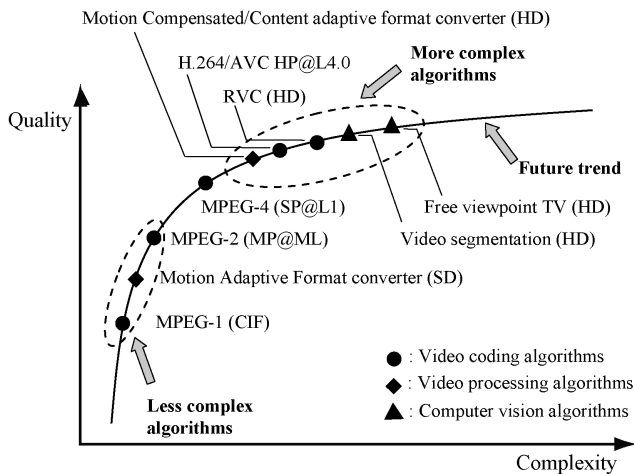 Motion Compensated/Content adaptive format converter (HD)
H.264/AVC HP@L4.0
RVC (HD)
More complex
algorithms
Quality
Future trend
MPEG-4 (SP@L1)
Free viewpoint TV (HD)
MPEG-2 (MP@ML)
Video segmentation (HD)
Motion Adaptive Format converter (SD)
MPEG-1 (CIF)
Less complex
algorithms
: Video coding algorithms
: Video processing algorithms
: Computer vision algorithms
Complexity